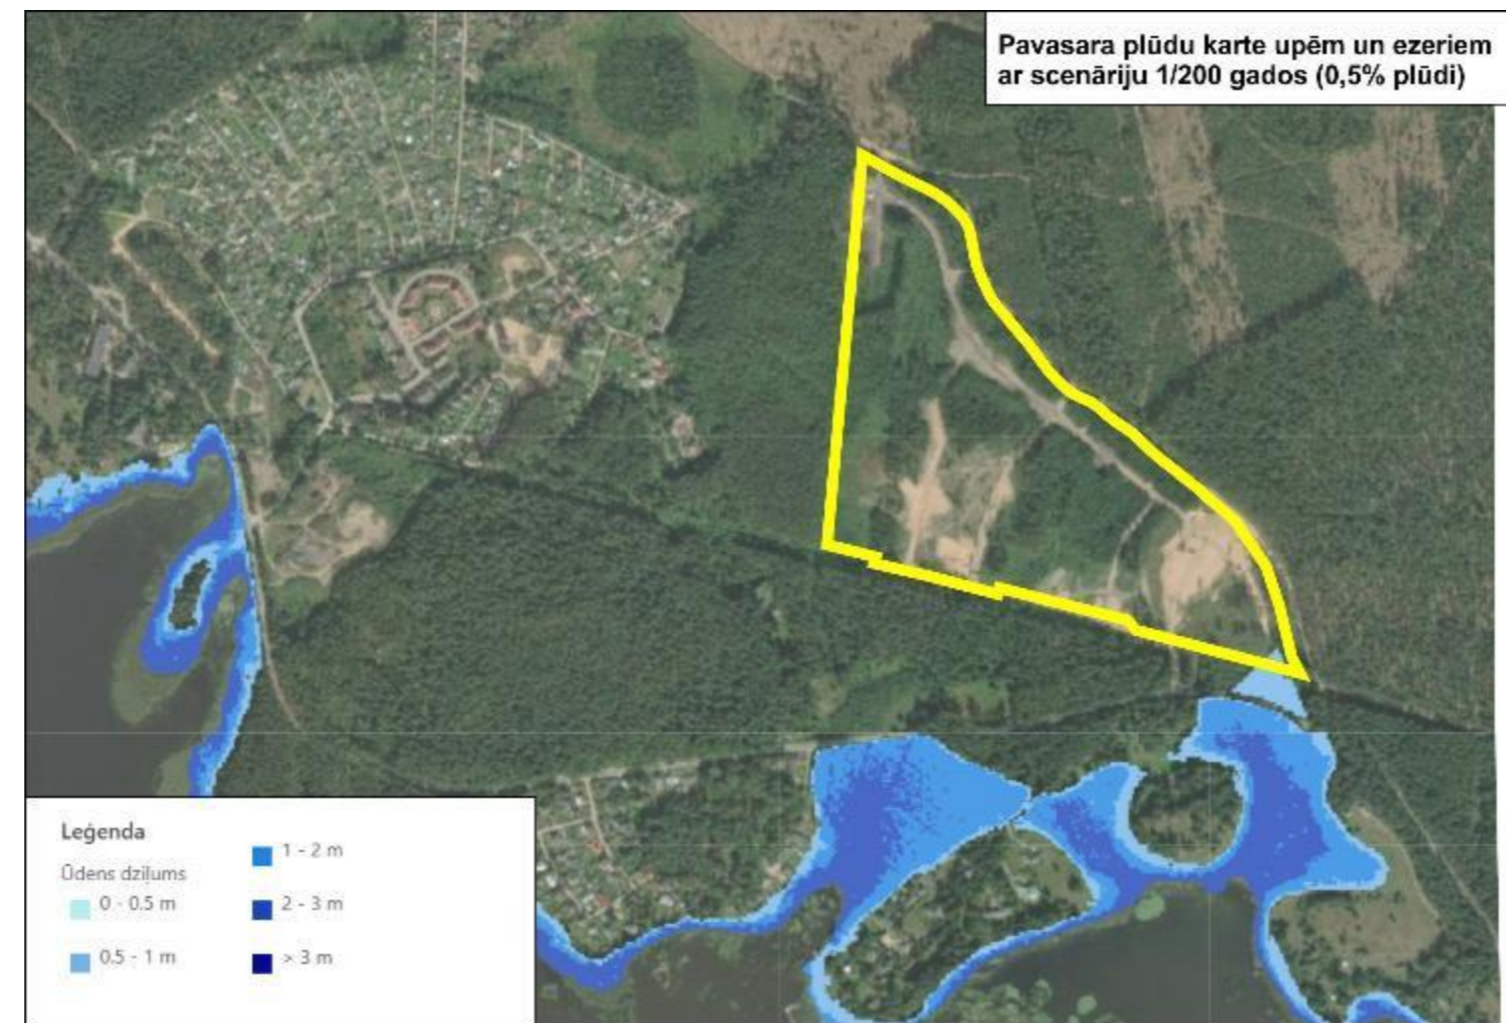 Pavasara plūdu karte upēm un ezeriem
ar scenāriju 1/200 gados (0,5% plūdi)
Leģenda
Ūdens dziļums
0 - 0.5 m
0.5 - 1 m
1 - 2 m
2 - 3 m
> 3 m